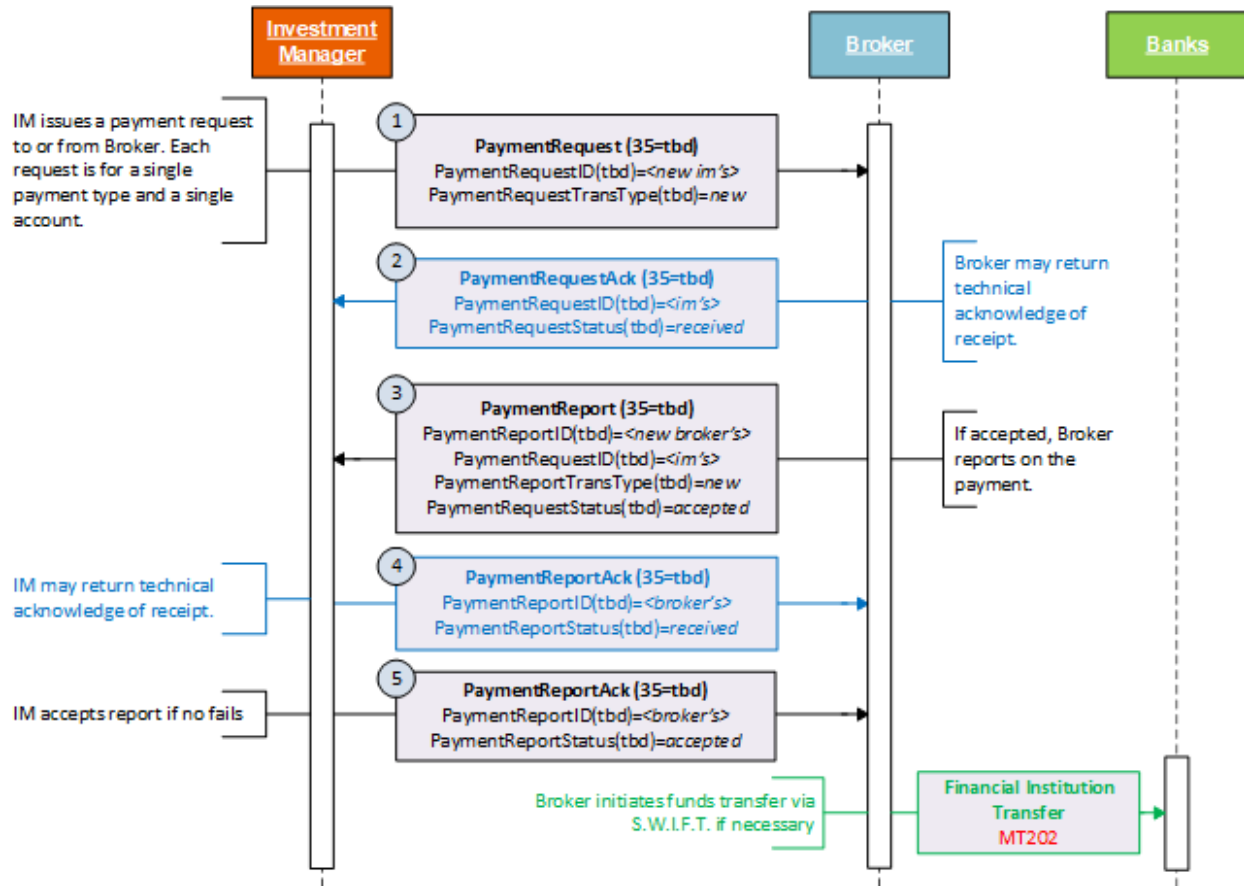 Investment
Manager
Broker
Banks
IM issues a payment request
to or from Broker. Each
request is for a single
payment type and a single
account.
1
PaymentRequest (35=tbd)
PaymentRequestID(tbd)=<new im's>
PaymentRequestTransType(tbd)=new
2
PaymentRequestAck (35=tbd)
PaymentRequestID(tbd)=<im's>
PaymentRequestStatus(tbd)=received
Broker may return
technical
acknowledge of
receipt.
3
PaymentReport (35=tbd)
PaymentReportID(tbd)=<new broker's>
PaymentRequestID(tbd)=<im's>
PaymentReportTransType(tbd)=new
PaymentRequestStatus(tbd)=accepted
If accepted, Broker
reports on the
payment.
IM may return technical
acknowledge of receipt.
4
PaymentReportAck (35=tbd)
PaymentReportID(tbd)=<broker's>
PaymentReportStatus(tbd)=received
IM accepts report if no fails
5
PaymentReportAck (35=tbd)
PaymentReportID(tbd)=<broker's>
PaymentReportStatus(tbd)=accepted
Broker initiates funds transfer via
S.W.I.F.T. if necessary
Financial Institution
Transfer
MT202